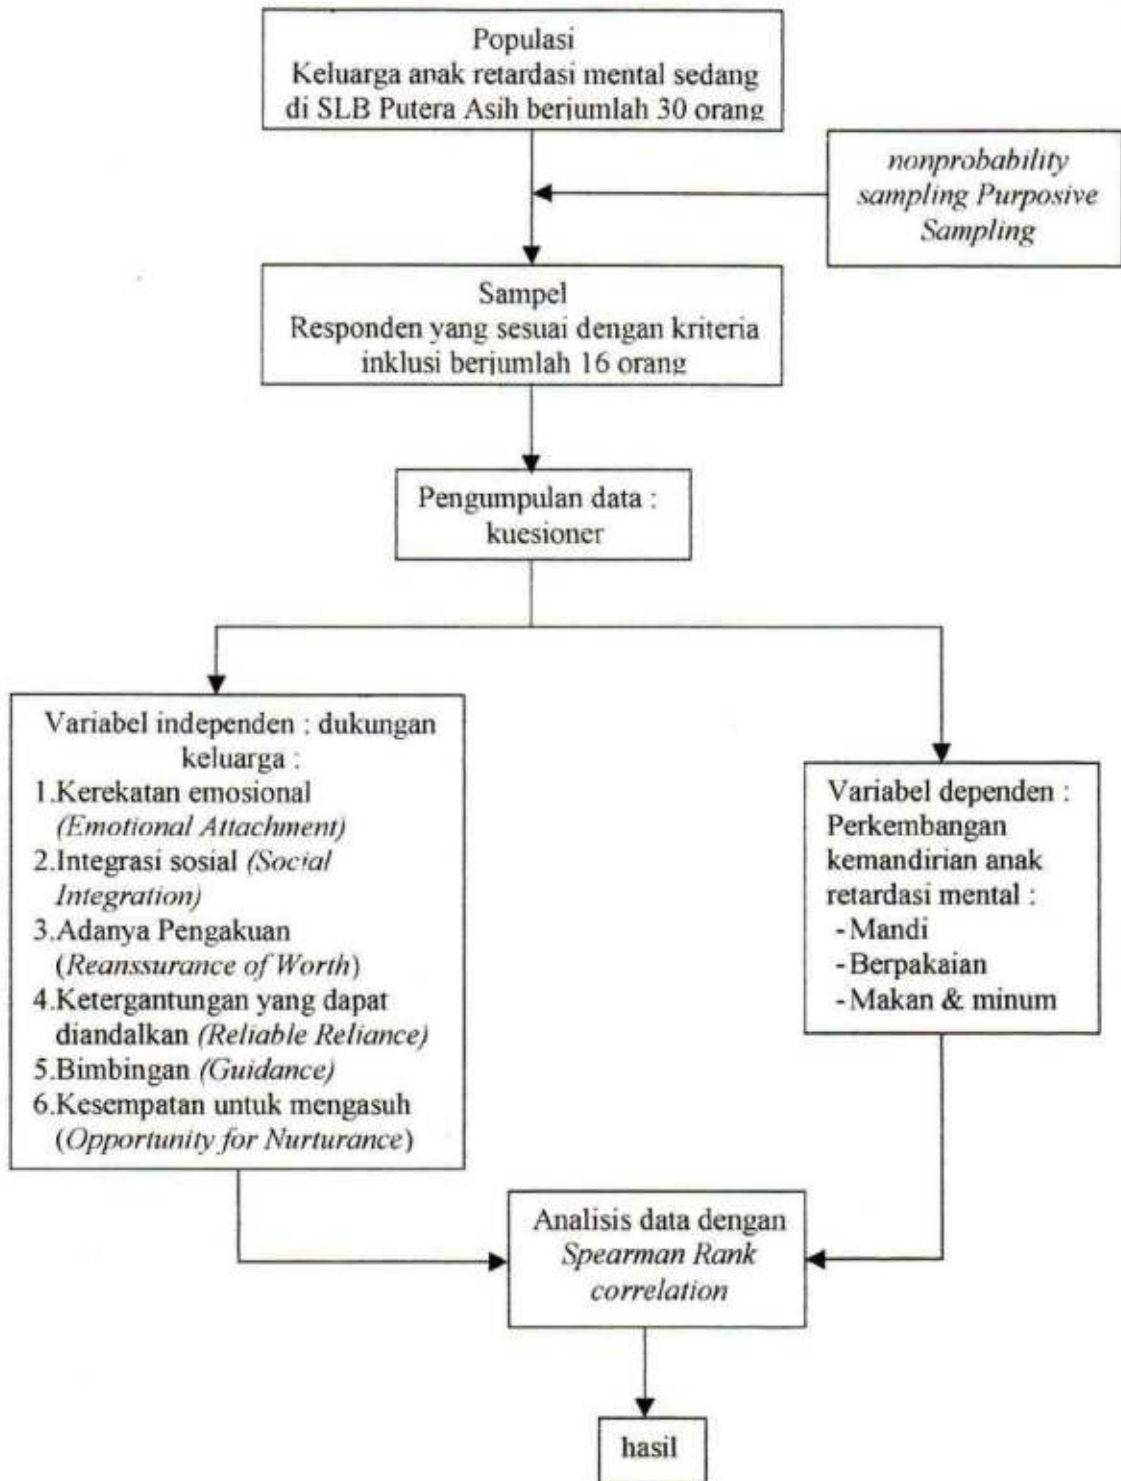 Populasi
Keluarga anak retardasi mental sedang
di SLB Putera Asih berjumlah 30 orang
nonprobability
sampling Purposive
Sampling
Sampel
Responden yang sesuai dengan kriteria
inklusi berjumlah 16 orang
Pengumpulan data :
kuesioner
Variabel independen : dukungan
keluarga :
1.Kerekatan emosional
(Emotional Attachment)
2.Integrasi sosial (Social
Integration)
3.Adanya Pengakuan
(Reanssurance of Worth)
4.Ketergantungan yang dapat
diandalkan (Reliable Reliance)
5.Bimbingan (Guidance)
6.Kesempatan untuk mengasuh
(Opportunity for Nurturance)
Variabel dependen :
Perkembangan
kemandirian anak
retardasi mental :
- Mandi
- Berpakaian
- Makan & minum
Analisis data dengan
Spearman Rank
correlation
hasil